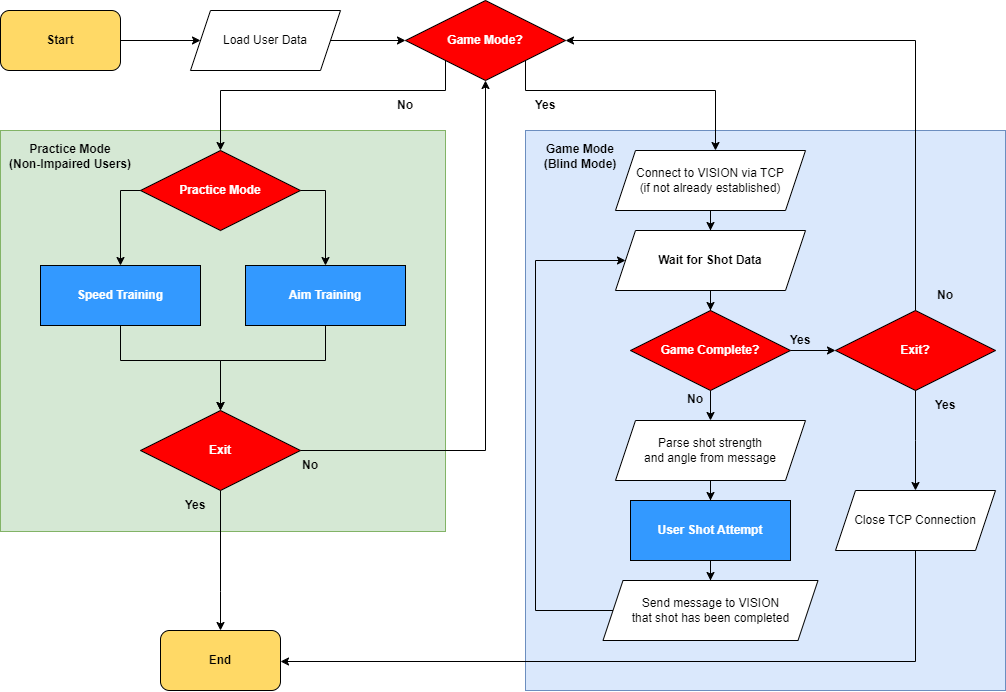 Start
Load User Data
Game Mode?
No
Yes
Practice Mode
(Non-Impaired Users)
Practice Mode
Speed Training
Aim Training
Exit
No
Yes
End
Game Mode
(Blind Mode)
Connect to VISION via TCP
(if not already established)
Wait for Shot Data
Game Complete?
Yes
No
Exit?
No
Yes
Parse shot strength
and angle from message
User Shot Attempt
Send message to VISION
that shot has been completed
Close TCP Connection